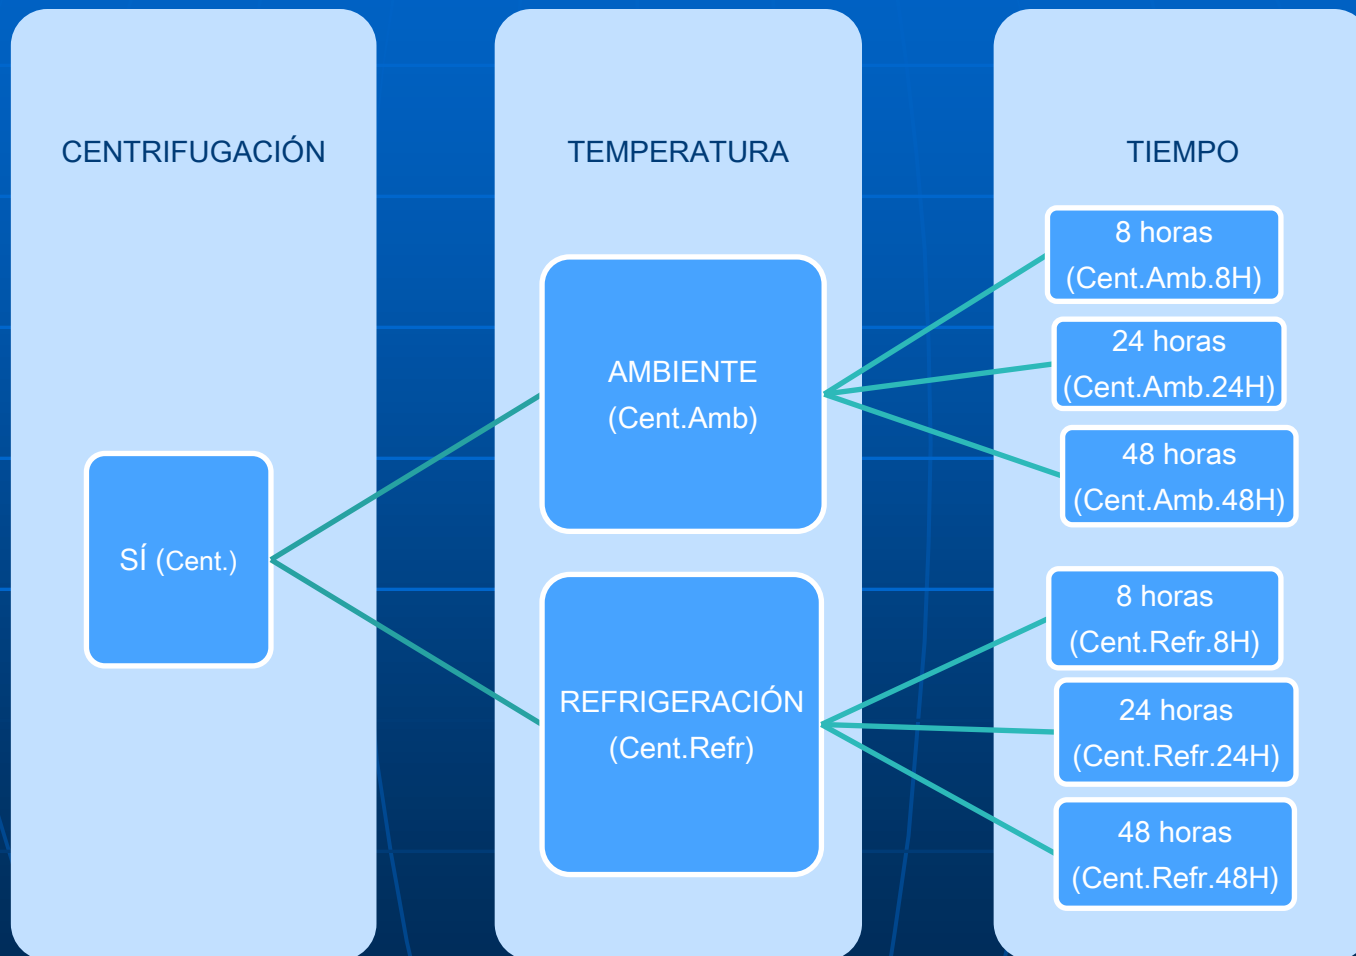 CENTRIFUGACIÓN
TEMPERATURA
TIEMPO
SÍ (Cent.)
AMBIENTE
(Cent.Amb)
REFRIGERACIÓN
(Cent.Refr)
8 horas
(Cent.Amb.8H)
24 horas
(Cent.Amb.24H)
48 horas
(Cent.Amb.48H)
8 horas
(Cent.Refr.8H)
24 horas
(Cent.Refr.24H)
48 horas
(Cent.Refr.48H)